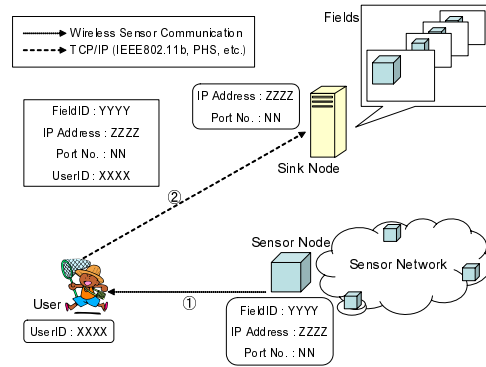 Fields
Wireless Sensor Communication
TCP/IP (IEEE802.11b, PHS, etc.)
IP Address : ZZZZ
Port No. : NN
FieldID : YYYY
IP Address : ZZZZ
Port No. : NN
UserID : XXXX
Sink Node
②
Sensor Node
Sensor Network
User
①
UserID : XXXX
FieldID : YYYY
IP Address : ZZZZ
Port No. : NN